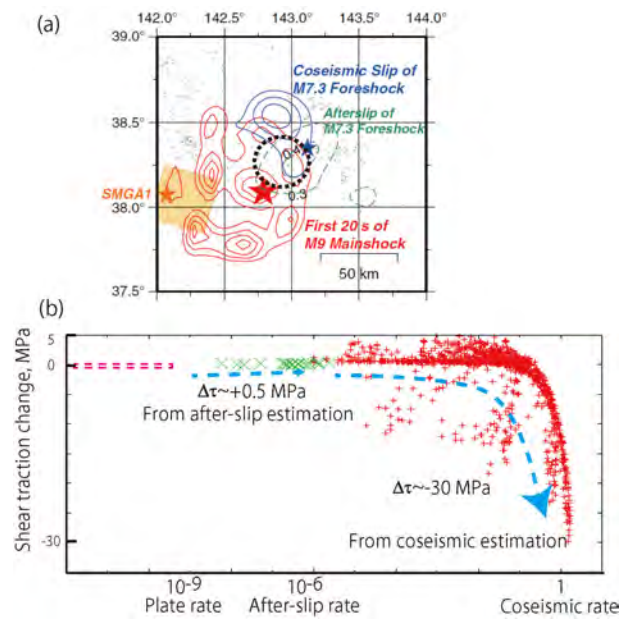 (a)
142.0° 142.5° 143.0° 143.5° 144.0°
39.0°
38.5°
38.0°
37.5°
Coseismic Slip of
M7.3 Foreshock
Afterslip of
M7.3 Foreshock
0.4
0.3
SMGA1
First 20 s of
M9 Mainshock
50 km
(b)
Shear traction change, MPa
5
0
-30
Δτ~+0.5 MPa
From after-slip estimation
Δτ~-30 MPa
From coseismic estimation
10-9 10-6 1
Plate rate After-slip rate Coseismic rate